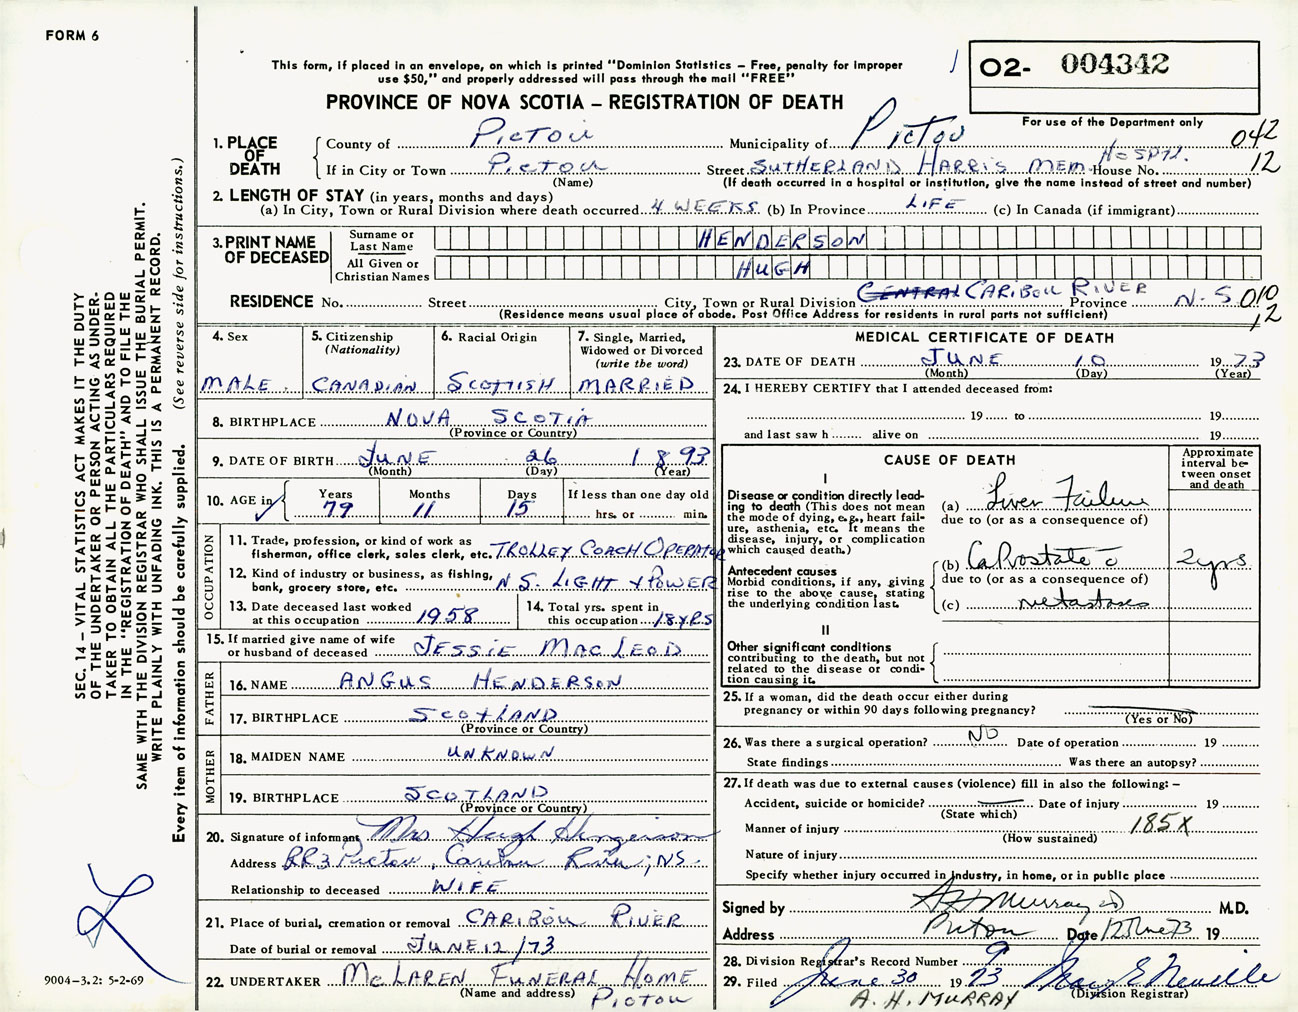 FORM 6
This form, if placed in an envelope, on which is printed "Dominion Statistics – Free, penalty for improper
use $50," and properly addressed will pass through the mail "FREE"
PROVINCE OF NOVA SCOTIA – REGISTRATION OF DEATH
O2- 004342
For use of the Department only
042
12
1. PLACE OF DEATH
County of PICTOU Municipality of PICTOU
If in City or Town PICTOU Street SUTHERLAND HARRIS MEM. HOSPTL. House No.
(Name) (If death occurred in a hospital or institution, give the name instead of street and number)
2. LENGTH OF STAY (in years, months and days)
(a) In City, Town or Rural Division where death occurred 4 WEEKS (b) In Province LIFE (c) In Canada (if immigrant)
3. PRINT NAME OF DECEASED
Surname or Last Name HENDERSON
All Given or Christian Names HUGH
RESIDENCE No. Street City, Town or Rural Division CENTRAL CARIBOU RIVER Province N.S 010
12
(Residence means usual place of abode. Post Office Address for residents in rural parts not sufficient)
4. Sex MALE
5. Citizenship (Nationality) CANADIAN
6. Racial Origin SCOTTISH
7. Single, Married, Widowed or Divorced (write the word) MARRIED
8. BIRTHPLACE NOVA SCOTIA
(Province or Country)
9. DATE OF BIRTH JUNE 26 1893
(Month) (Day) (Year)
10. AGE in Years 79 Months 11 Days 15 If less than one day old
hrs. or min.
OCCUPATION
11. Trade, profession, or kind of work as
fisherman, office clerk, sales clerk, etc. TROLLEY COACH OPERATOR
12. Kind of industry or business, as fishing,
bank, grocery store, etc. N S. LIGHT & POWER
13. Date deceased last worked
at this occupation 1958
14. Total yrs. spent in
this occupation 18 YRS
15. If married give name of wife
or husband of deceased JESSIE MACLEOD
FATHER
16. NAME ANGUS HENDERSON
17. BIRTHPLACE SCOTLAND
(Province or Country)
MOTHER
18. MAIDEN NAME UNKNOWN
19. BIRTHPLACE SCOTLAND
(Province or Country)
20. Signature of informant Mrs Hugh Henderson
Address RR3 Pictou, Caribou River, NS.
Relationship to deceased WIFE
21. Place of burial, cremation or removal CARIBOU RIVER
Date of burial or removal JUNE 12 /73
22. UNDERTAKER MCLAREN FUNERAL HOME
(Name and address) PICTOU
MEDICAL CERTIFICATE OF DEATH
23. DATE OF DEATH JUNE 10 1973
(Month) (Day) (Year)
24. I HEREBY CERTIFY that I attended deceased from:
19 to 19
and last saw h alive on 19
CAUSE OF DEATH
Approximate interval between onset and death
I
Disease or condition directly lead-
ing to death (This does not mean
the mode of dying, e.g., heart fail-
ure, asthenia, etc. It means the
disease, injury, or complication
which caused death.)
(a) Liver Failure
due to (or as a consequence of)
Antecedent causes
Morbid conditions, if any, giving
rise to the above cause, stating
the underlying condition last.
(b) Ca Prostate c̄ 2 yrs
due to (or as a consequence of)
(c) metastases
II
Other significant conditions
contributing to the death, but not
related to the disease or condi-
tion causing it.
25. If a woman, did the death occur either during
pregnancy or within 90 days following pregnancy?
(Yes or No)
26. Was there a surgical operation? NO Date of operation 19
State findings Was there an autopsy?
27. If death was due to external causes (violence) fill in also the following: –
Accident, suicide or homicide? Date of injury 19
(State which)
Manner of injury 185X
(How sustained)
Nature of injury
Specify whether injury occurred in industry, in home, or in public place
Signed by A H Murray M.D.
Address Pictou Date 12 June 73 19
28. Division Registrar's Record Number 9
29. Filed June 30 1973
A. H. MURRAY (Division Registrar)
SEC. 14 – VITAL STATISTICS ACT MAKES IT THE DUTY
OF THE UNDERTAKER OR PERSON ACTING AS UNDER-
TAKER TO OBTAIN ALL THE PARTICULARS REQUIRED
IN THE "REGISTRATION OF DEATH" AND TO FILE THE
SAME WITH THE DIVISION REGISTRAR WHO SHALL ISSUE THE BURIAL PERMIT.
WRITE PLAINLY WITH UNFADING INK. THIS IS A PERMANENT RECORD.
Every item of information should be carefully supplied. (See reverse side for instructions.)
9004-3.2: 5-2-69